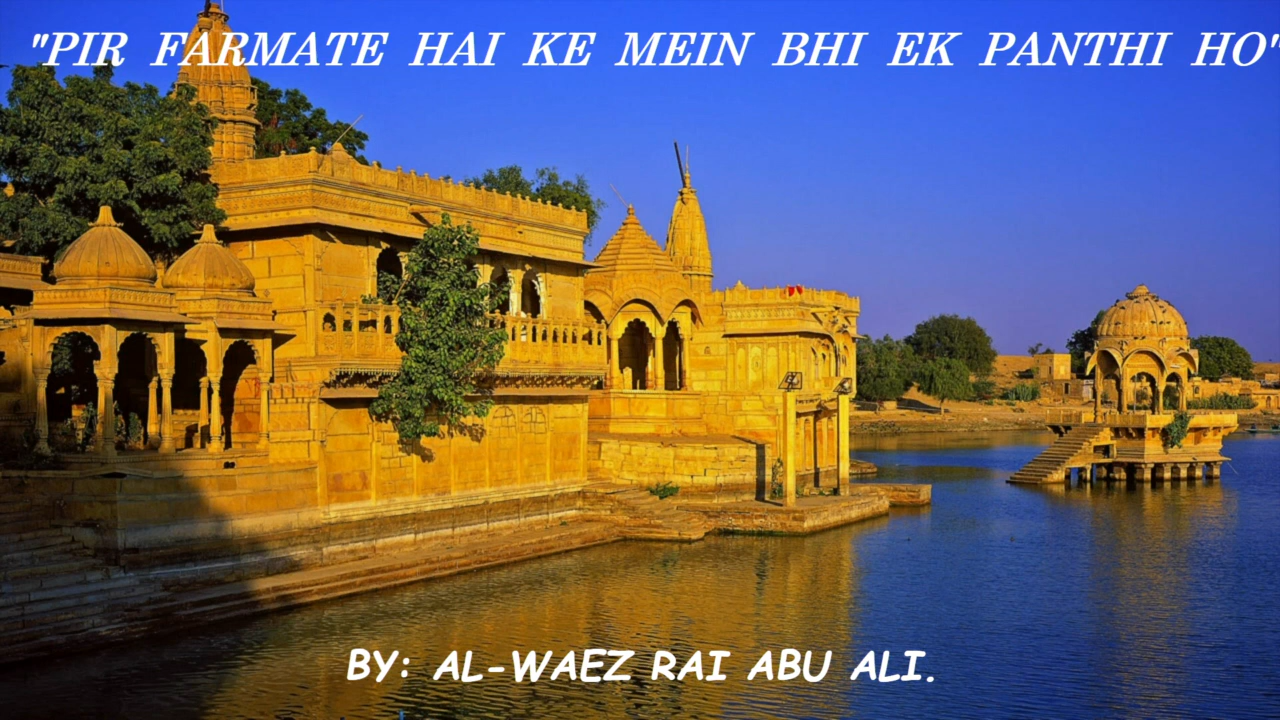 "PIR FARMATE HAI KE MEIN BHI EK PANTHI HO"
BY: AL-WAEZ RAI ABU ALI.